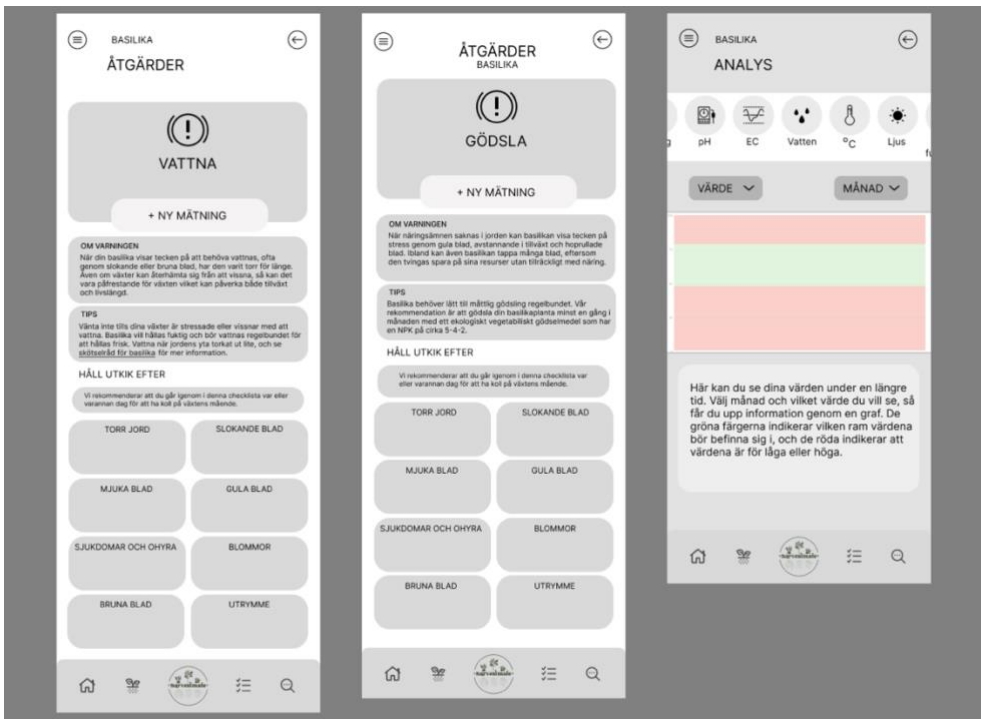 BASILIKA
ÅTGÄRDER
VATTNA
+ NY MÄTNING
OM VARNINGEN
När din basilika visar tecken på att behöva vattnas, ofta
genom slokande eller bruna blad, har den varit torr för länge.
Även om växter kan återhämta sig från att vissna, så kan det
vara påfrestande för växten vilket kan påverka både tillväxt
och livslängd.
TIPS
Vänta inte tills dina växter är stressade eller vissnar med att
vattna. Basilika vill hållas fuktig och bör vattnas regelbundet för
att hållas frisk. Vattna när jordens yta torkat ut lite, och se
skötselråd för basilika för mer information.
HÅLL UTKIK EFTER
Vi rekommenderar att du går igenom i denna checklista var eller
varannan dag för att ha koll på växtens mående.
TORR JORD
SLOKANDE BLAD
MJUKA BLAD
GULA BLAD
SJUKDOMAR OCH OHYRA
BLOMMOR
BRUNA BLAD
UTRYMME
ÅTGÄRDER
BASILIKA
GÖDSLA
+ NY MÄTNING
OM VARNINGEN
När näringsämnen saknas i jorden kan basilikan visa tecken på
stress genom gula blad, avstannande i tillväxt och hoprullade
blad. Ibland kan även basilikan tappa många blad, eftersom
den tvingas spara på sina resurser utan tillräckligt med näring.
TIPS
Basilika behöver lätt till måttlig gödsling regelbundet. Vår
rekommendation är att gödsla din basilikaplanta minst en gång i
månaden med ett ekologiskt vegetabiliskt gödselmedel som har
en NPK på cirka 5-4-2.
HÅLL UTKIK EFTER
Vi rekommenderar att du går igenom i denna checklista var
eller varannan dag för att ha koll på växtens mående.
TORR JORD
SLOKANDE BLAD
MJUKA BLAD
GULA BLAD
SJUKDOMAR OCH OHYRA
BLOMMOR
BRUNA BLAD
UTRYMME
BASILIKA
ANALYS
pH
EC
Vatten
°C
Ljus
VÄRDE
MÅNAD
Här kan du se dina värden under en längre
tid. Välj månad och vilket värde du vill se, så
får du upp information genom en graf. De
gröna färgerna indikerar vilken ram värdena
bör befinna sig i, och de röda indikerar att
värdena är för låga eller höga.